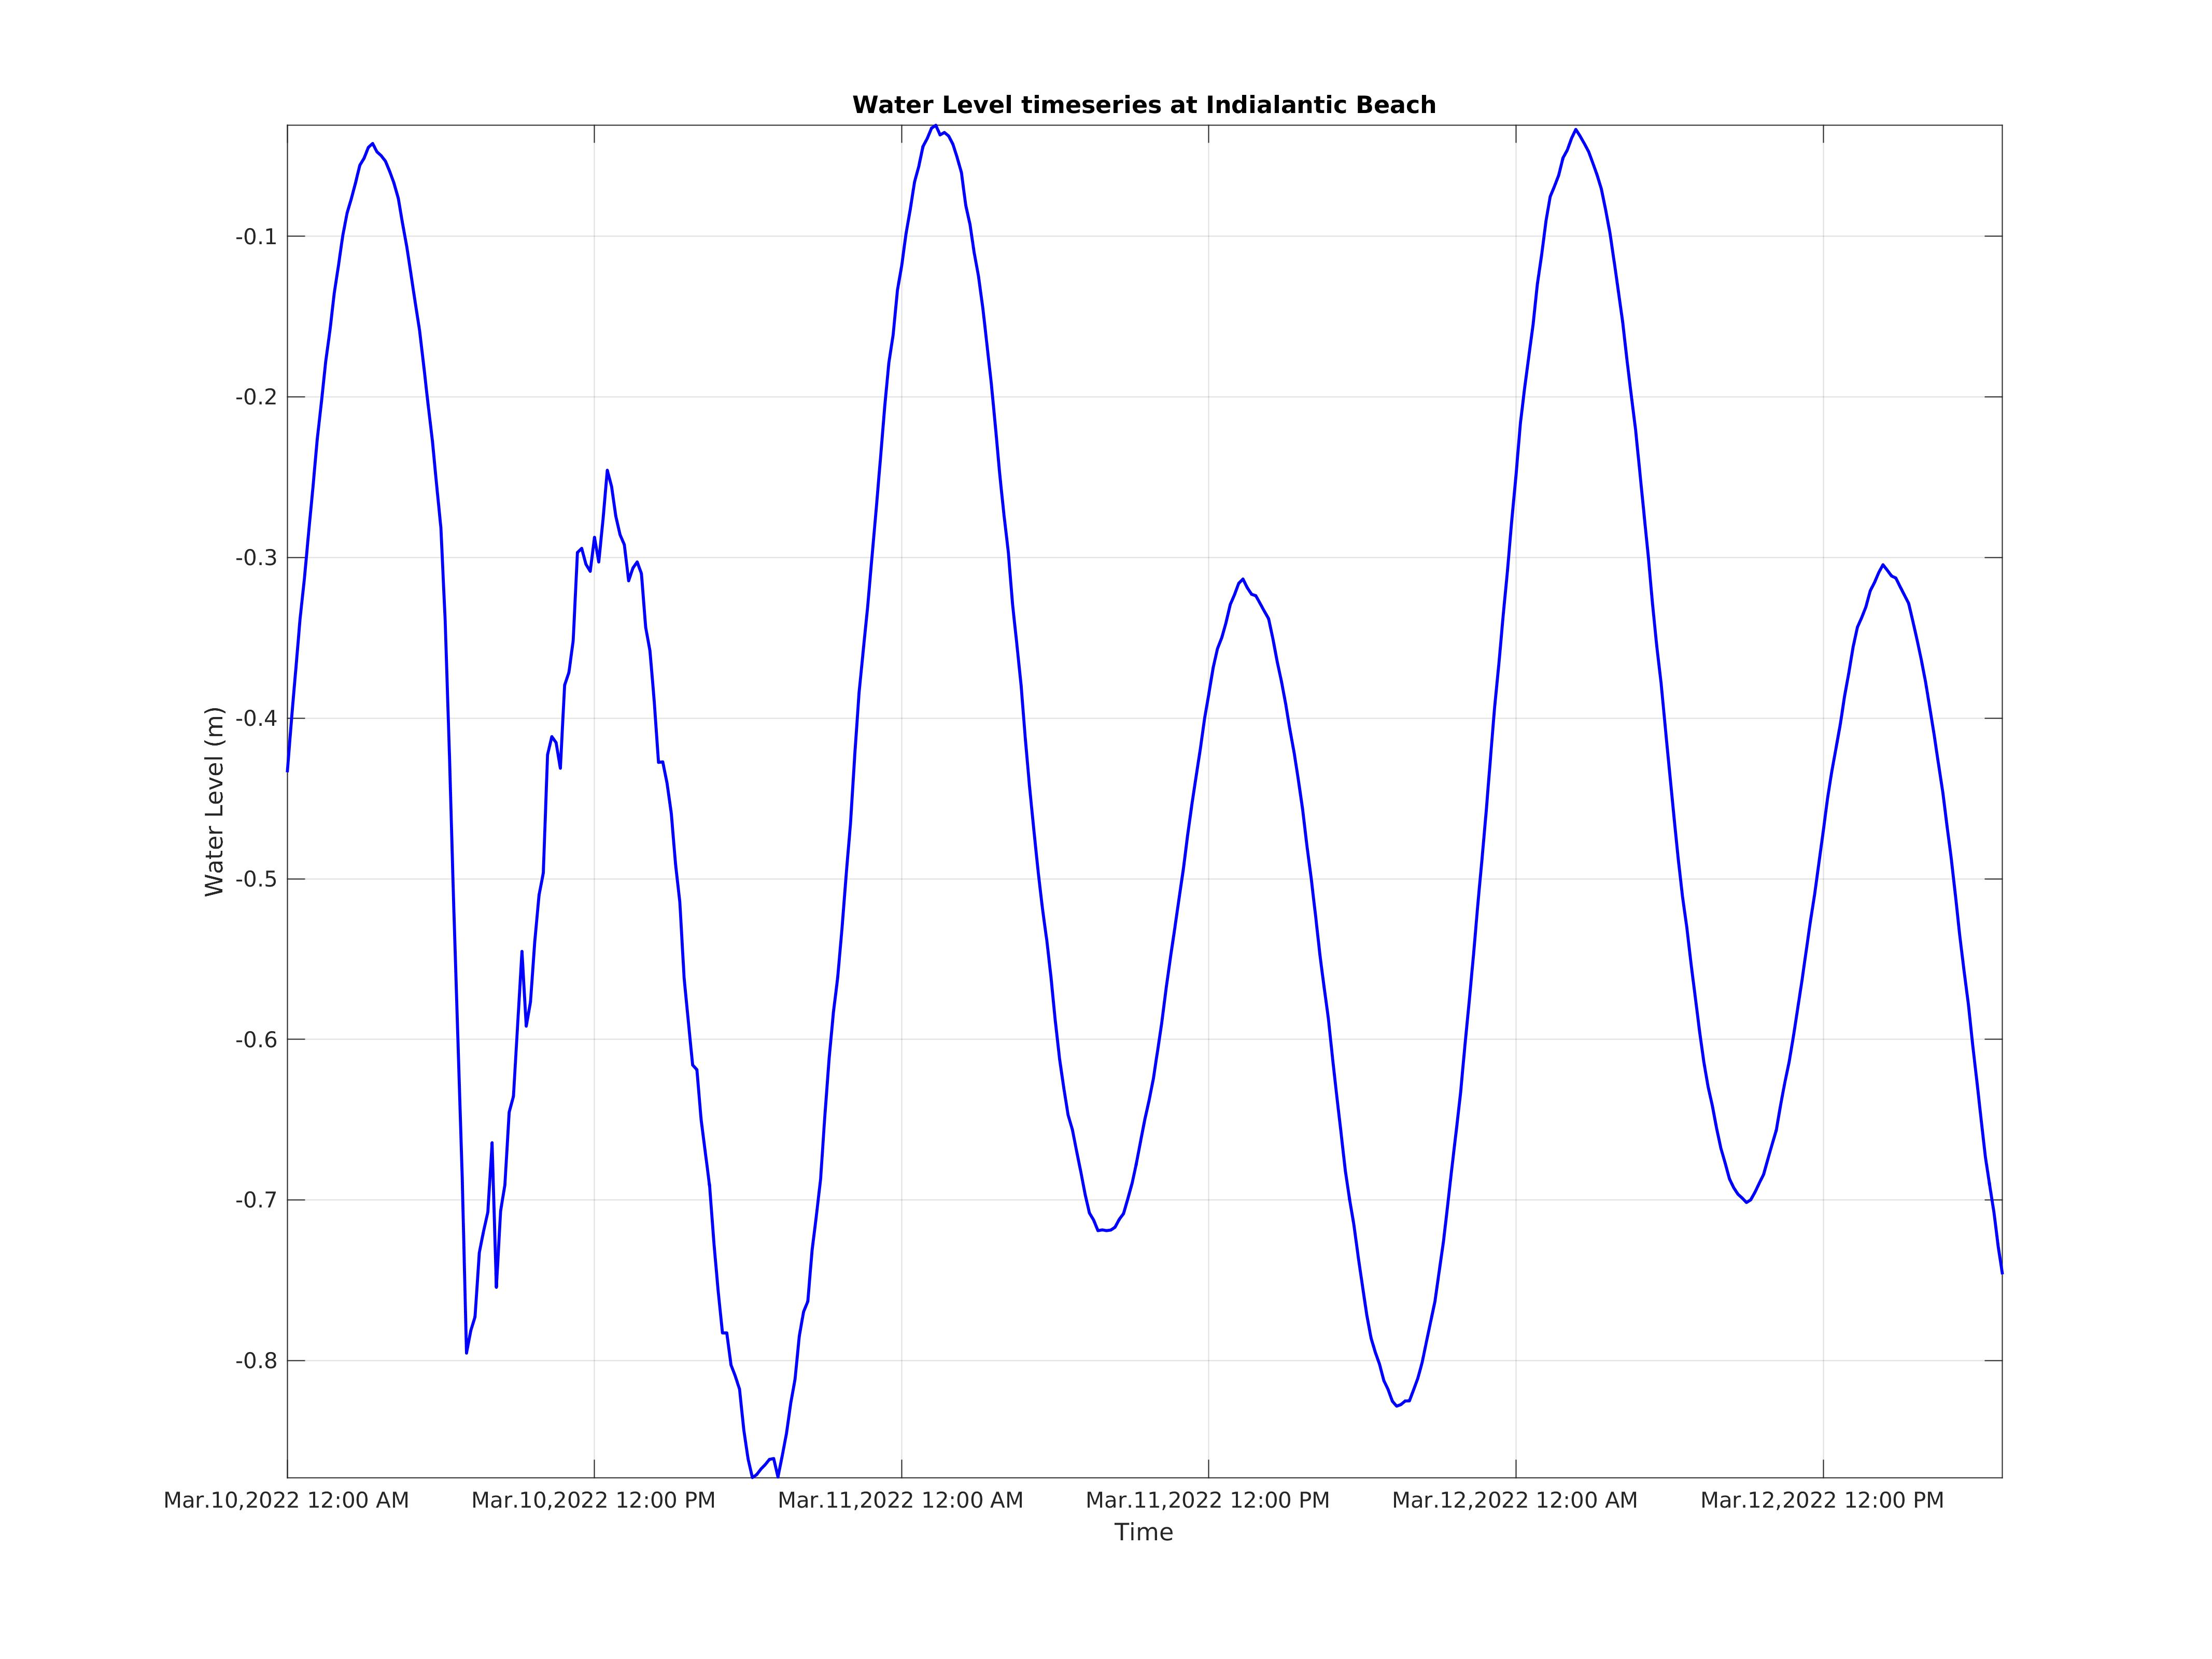 Water Level timeseries at Indialantic Beach
-0.1
-0.2
-0.3
-0.4
-0.5
-0.6
-0.7
-0.8
Water Level (m)
Mar.10,2022 12:00 AM Mar.10,2022 12:00 PM Mar.11,2022 12:00 AM Mar.11,2022 12:00 PM Mar.12,2022 12:00 AM Mar.12,2022 12:00 PM
Time